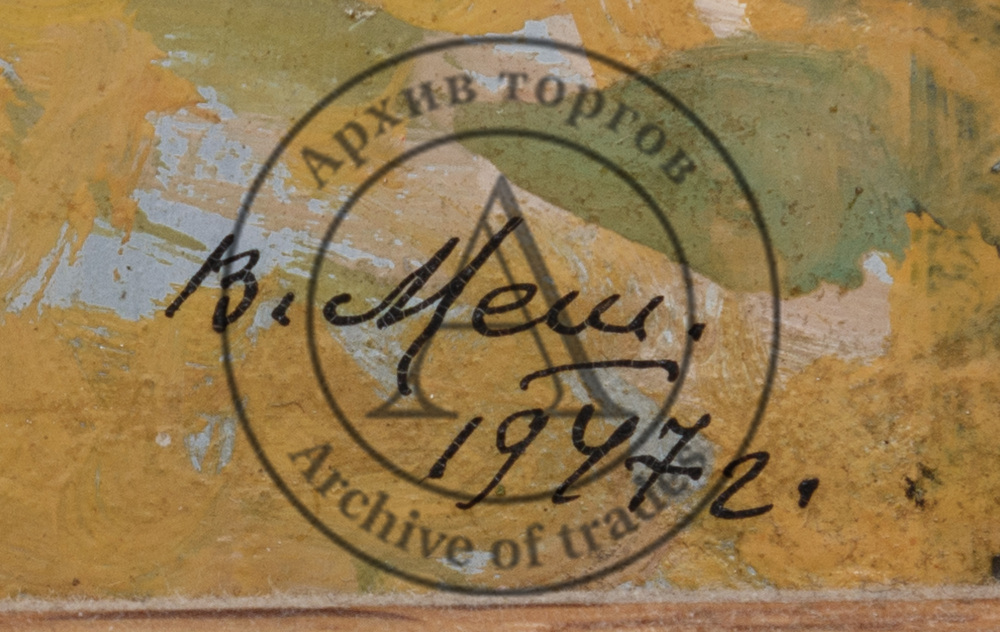 Архив торгов
В. Меш.
1947 г.
Archive of trades